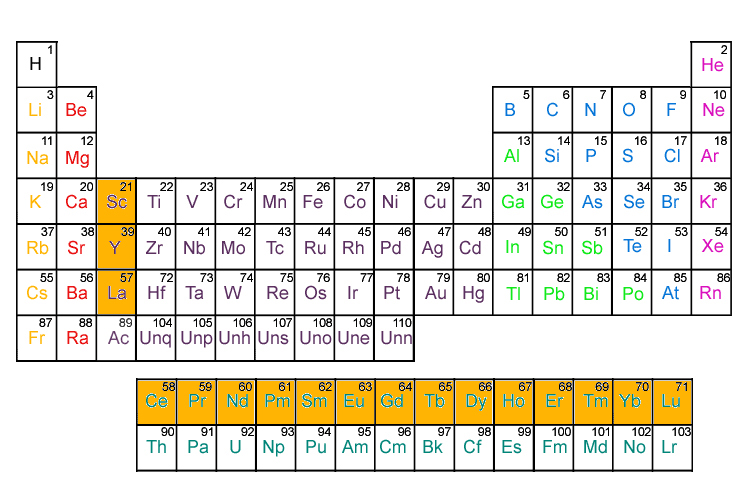 1 2
H He
3 4 5 6 7 8 9 10
Li Be B C N O F Ne
11 12 13 14 15 16 17 18
Na Mg Al Si P S Cl Ar
19 20 21 22 23 24 25 26 27 28 29 30 31 32 33 34 35 36
K Ca Sc Ti V Cr Mn Fe Co Ni Cu Zn Ga Ge As Se Br Kr
37 38 39 40 41 42 43 44 45 46 47 48 49 50 51 52 53 54
Rb Sr Y Zr Nb Mo Tc Ru Rh Pd Ag Cd In Sn Sb Te I Xe
55 56 57 72 73 74 75 76 77 78 79 80 81 82 83 84 85 86
Cs Ba La Hf Ta W Re Os Ir Pt Au Hg Tl Pb Bi Po At Rn
87 88 89 104 105 106 107 108 109 110
Fr Ra Ac Unq Unp Unh Uns Uno Une Unn
58 59 60 61 62 63 64 65 66 67 68 69 70 71
Ce Pr Nd Pm Sm Eu Gd Tb Dy Ho Er Tm Yb Lu
90 91 92 93 94 95 96 97 98 99 100 101 102 103
Th Pa U Np Pu Am Cm Bk Cf Es Fm Md No Lr